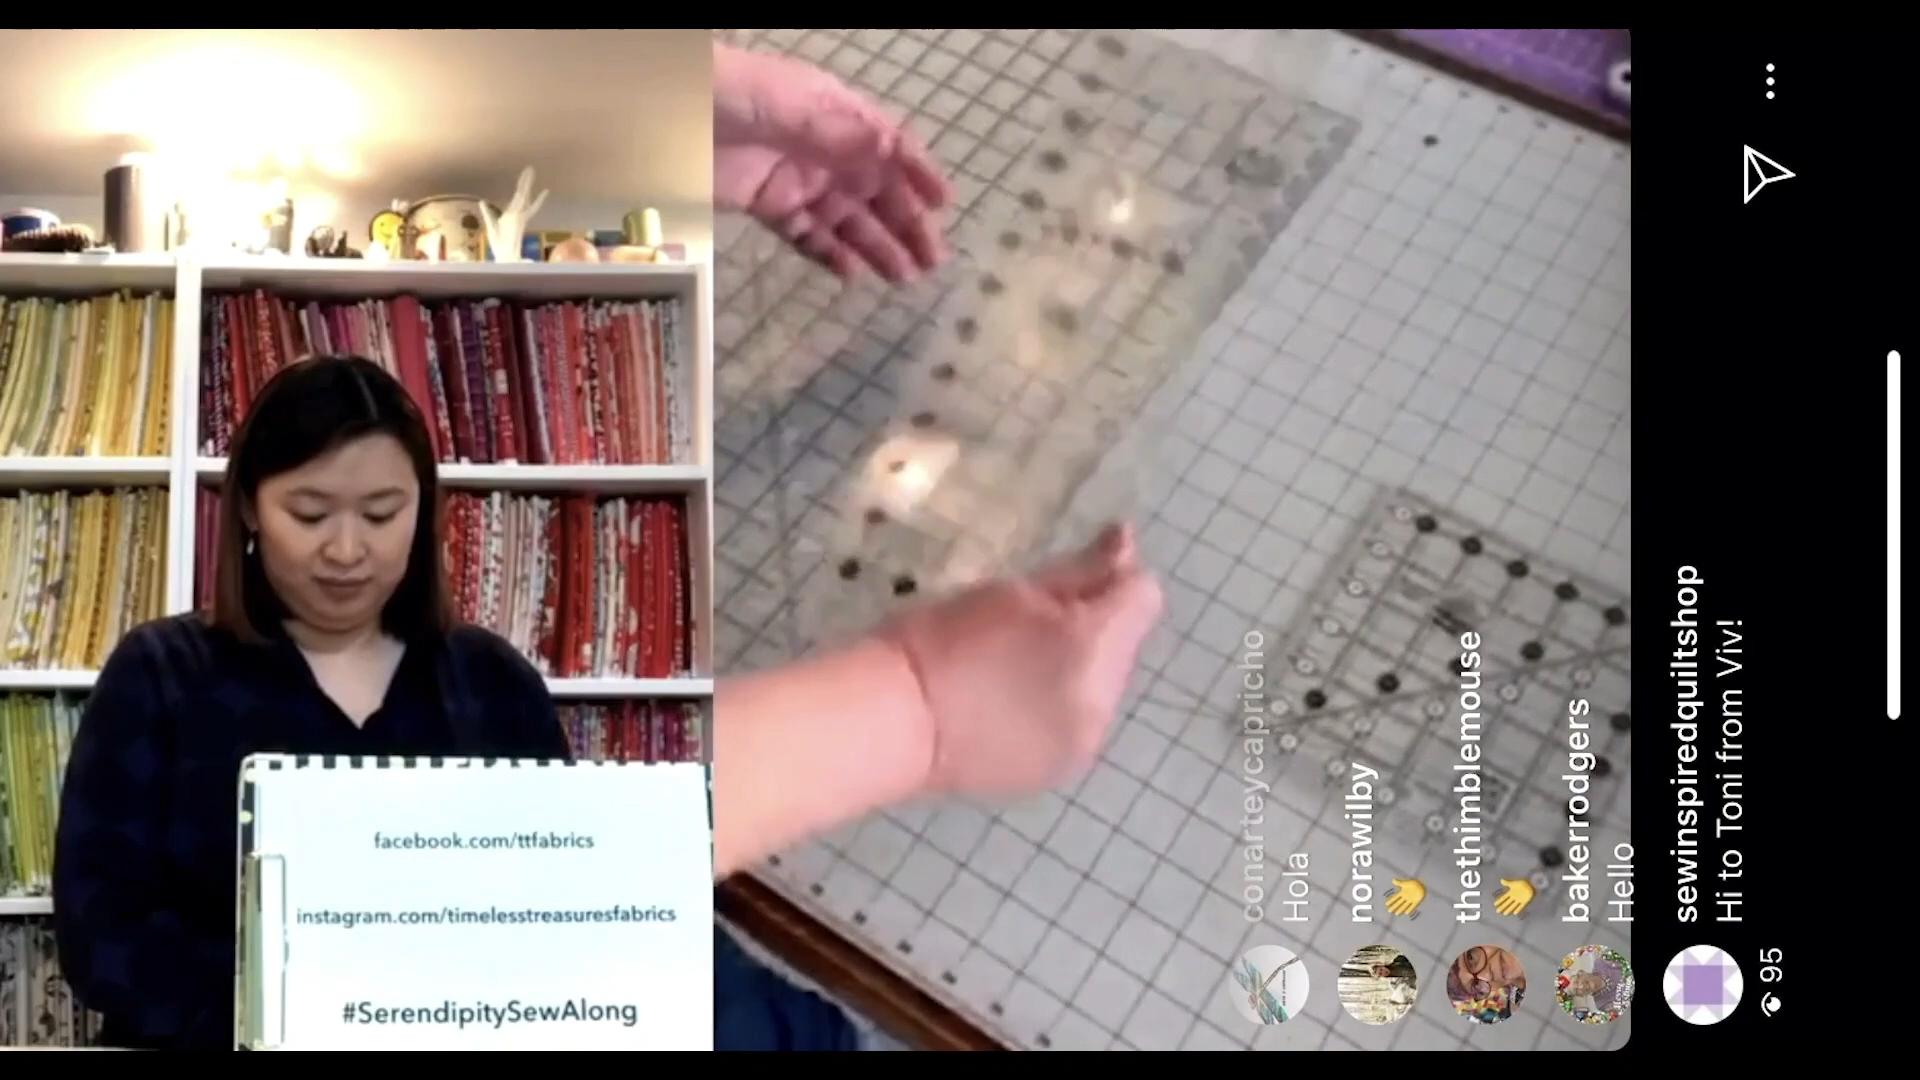 facebook.com/ttfabrics
instagram.com/timelesstreasuresfabrics
#SerendipitySewAlong
conarteycapricho
Hola
norawilby
👋
thethimblemouse
👋
bakerrodgers
Hello
sewinspiredquiltshop
Hi to Toni from Viv!
95